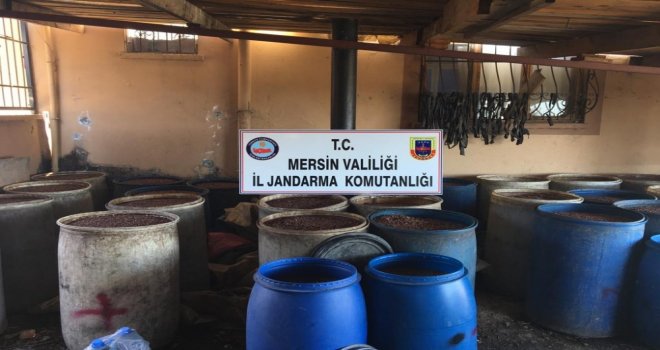 T.C.
MERSİN VALİLİĞİ
İL JANDARMA KOMUTANLIĞI